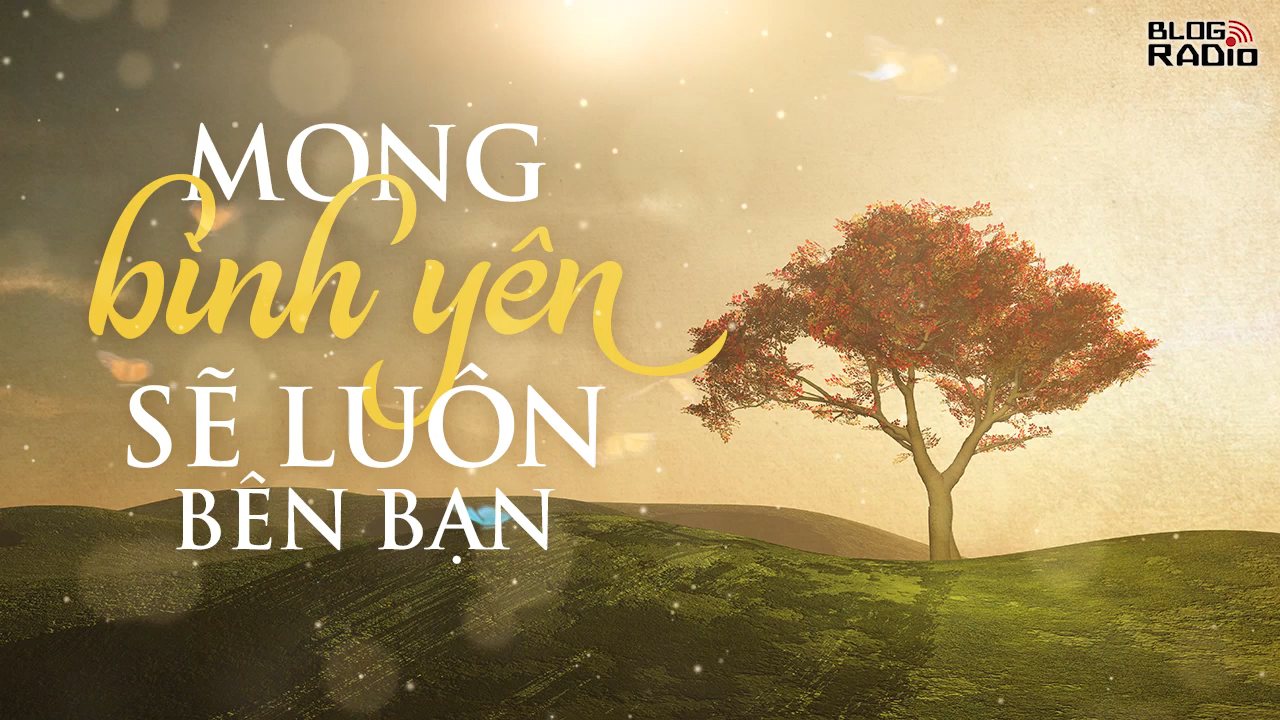 BLOG
RADIO
MONG
bình yên
SẼ LUÔN
BÊN BẠN